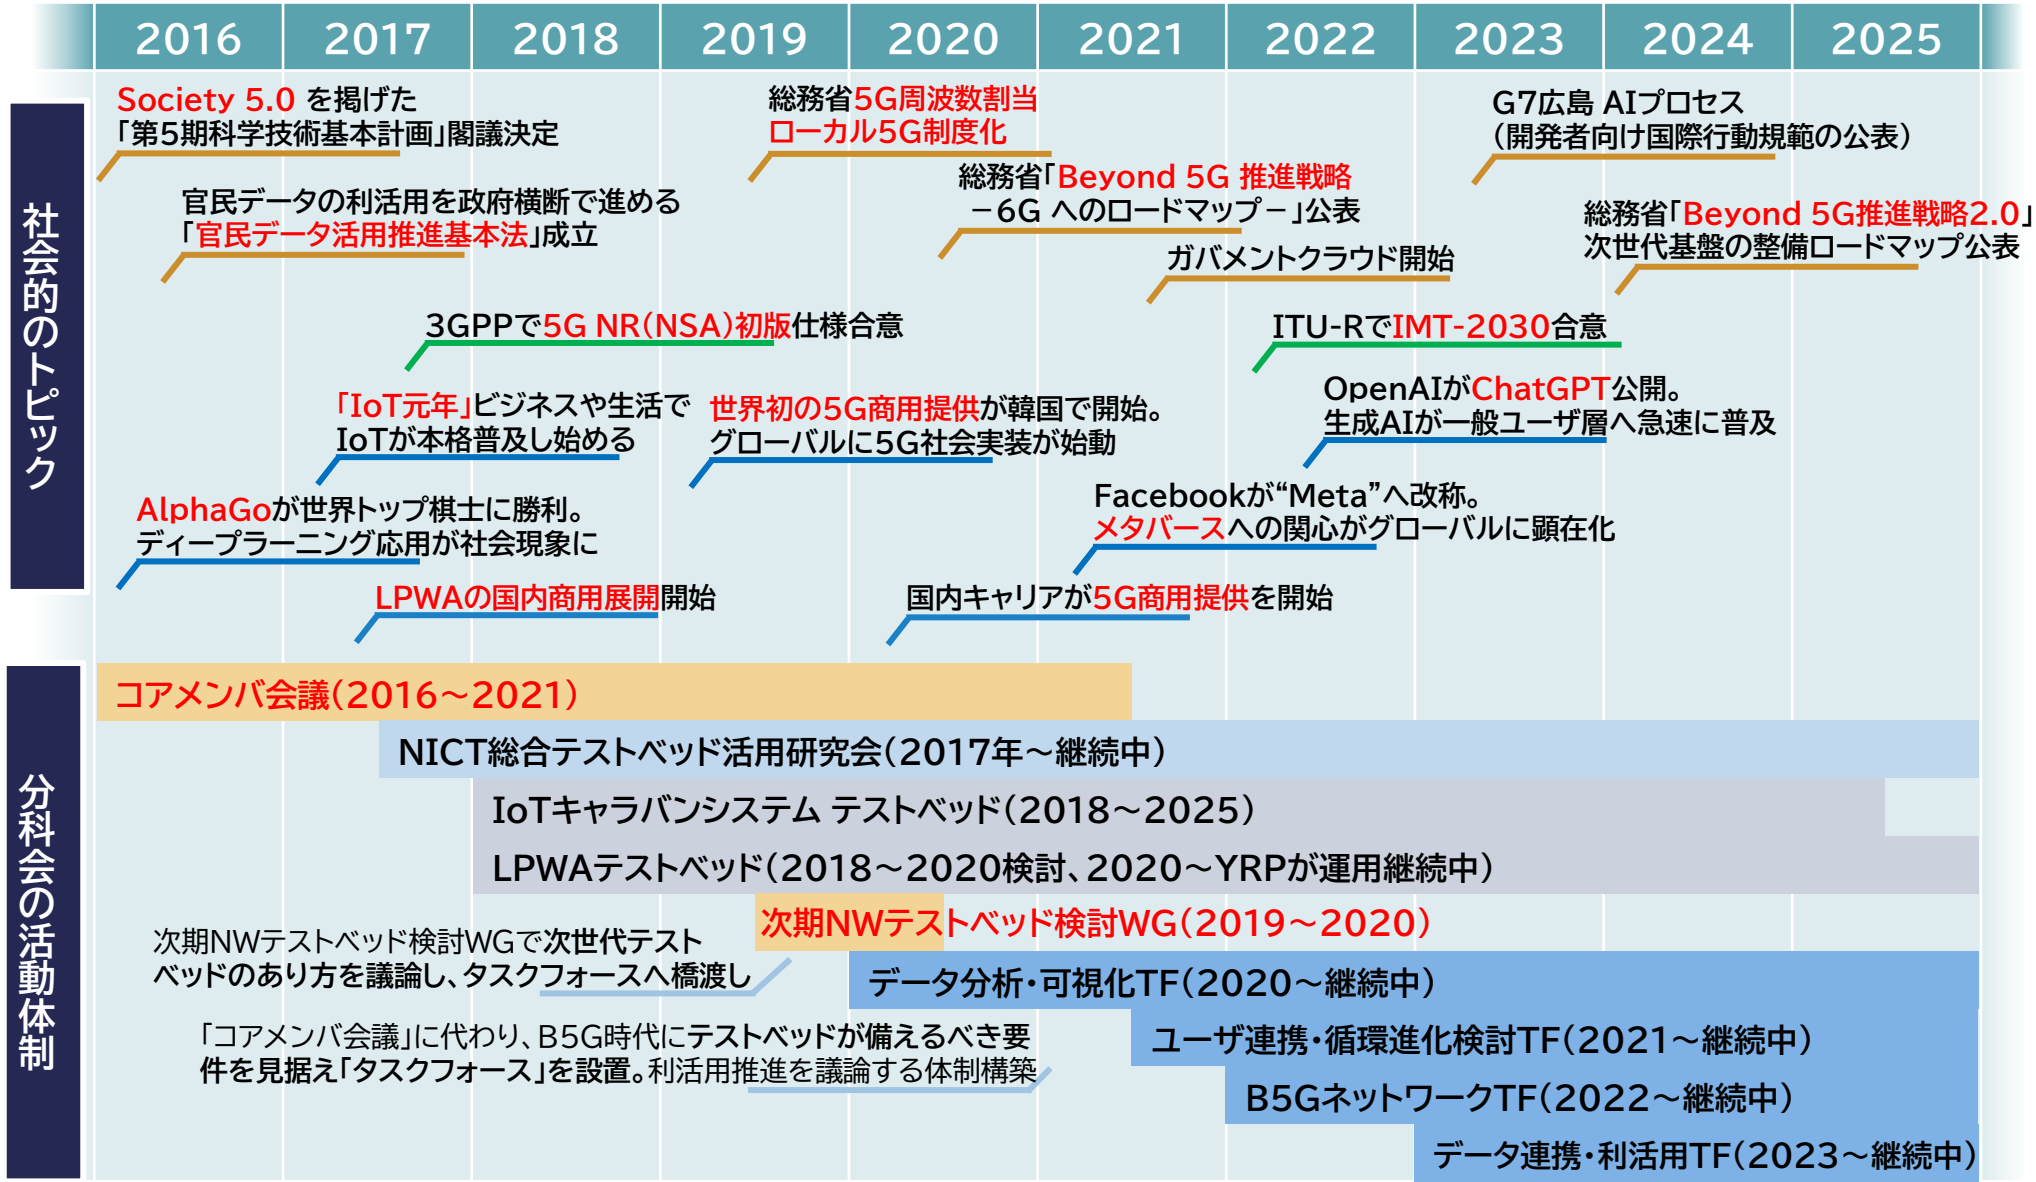 2016 2017 2018 2019 2020 2021 2022 2023 2024 2025
社会的のトピック
Society 5.0 を掲げた
「第5期科学技術基本計画」閣議決定
総務省5G周波数割当
ローカル5G制度化
G7広島 AIプロセス
（開発者向け国際行動規範の公表）
官民データの利活用を政府横断で進める
「官民データ活用推進基本法」成立
総務省「Beyond 5G 推進戦略
－6G へのロードマップ－」公表
総務省「Beyond 5G推進戦略2.0」
次世代基盤の整備ロードマップ公表
ガバメントクラウド開始
3GPPで5G NR（NSA）初版仕様合意
ITU-RでIMT-2030合意
「IoT元年」ビジネスや生活で
IoTが本格普及し始める
世界初の5G商用提供が韓国で開始。
グローバルに5G社会実装が始動
OpenAIがChatGPT公開。
生成AIが一般ユーザ層へ急速に普及
AlphaGoが世界トップ棋士に勝利。
ディープラーニング応用が社会現象に
Facebookが“Meta”へ改称。
メタバースへの関心がグローバルに顕在化
LPWAの国内商用展開開始
国内キャリアが5G商用提供を開始
分科会の活動体制
コアメンバ会議（2016～2021）
NICT総合テストベッド活用研究会（2017年～継続中）
IoTキャラバンシステム テストベッド（2018～2025）
LPWAテストベッド（2018～2020検討、2020～YRPが運用継続中）
次期NWテストベッド検討WG（2019～2020）
次期NWテストベッド検討WGで次世代テスト
ベッドのあり方を議論し、タスクフォースへ橋渡し
データ分析・可視化TF（2020～継続中）
「コアメンバ会議」に代わり、B5G時代にテストベッドが備えるべき要
件を見据え「タスクフォース」を設置。利活用推進を議論する体制構築
ユーザ連携・循環進化検討TF（2021～継続中）
B5GネットワークTF（2022～継続中）
データ連携・利活用TF（2023～継続中）